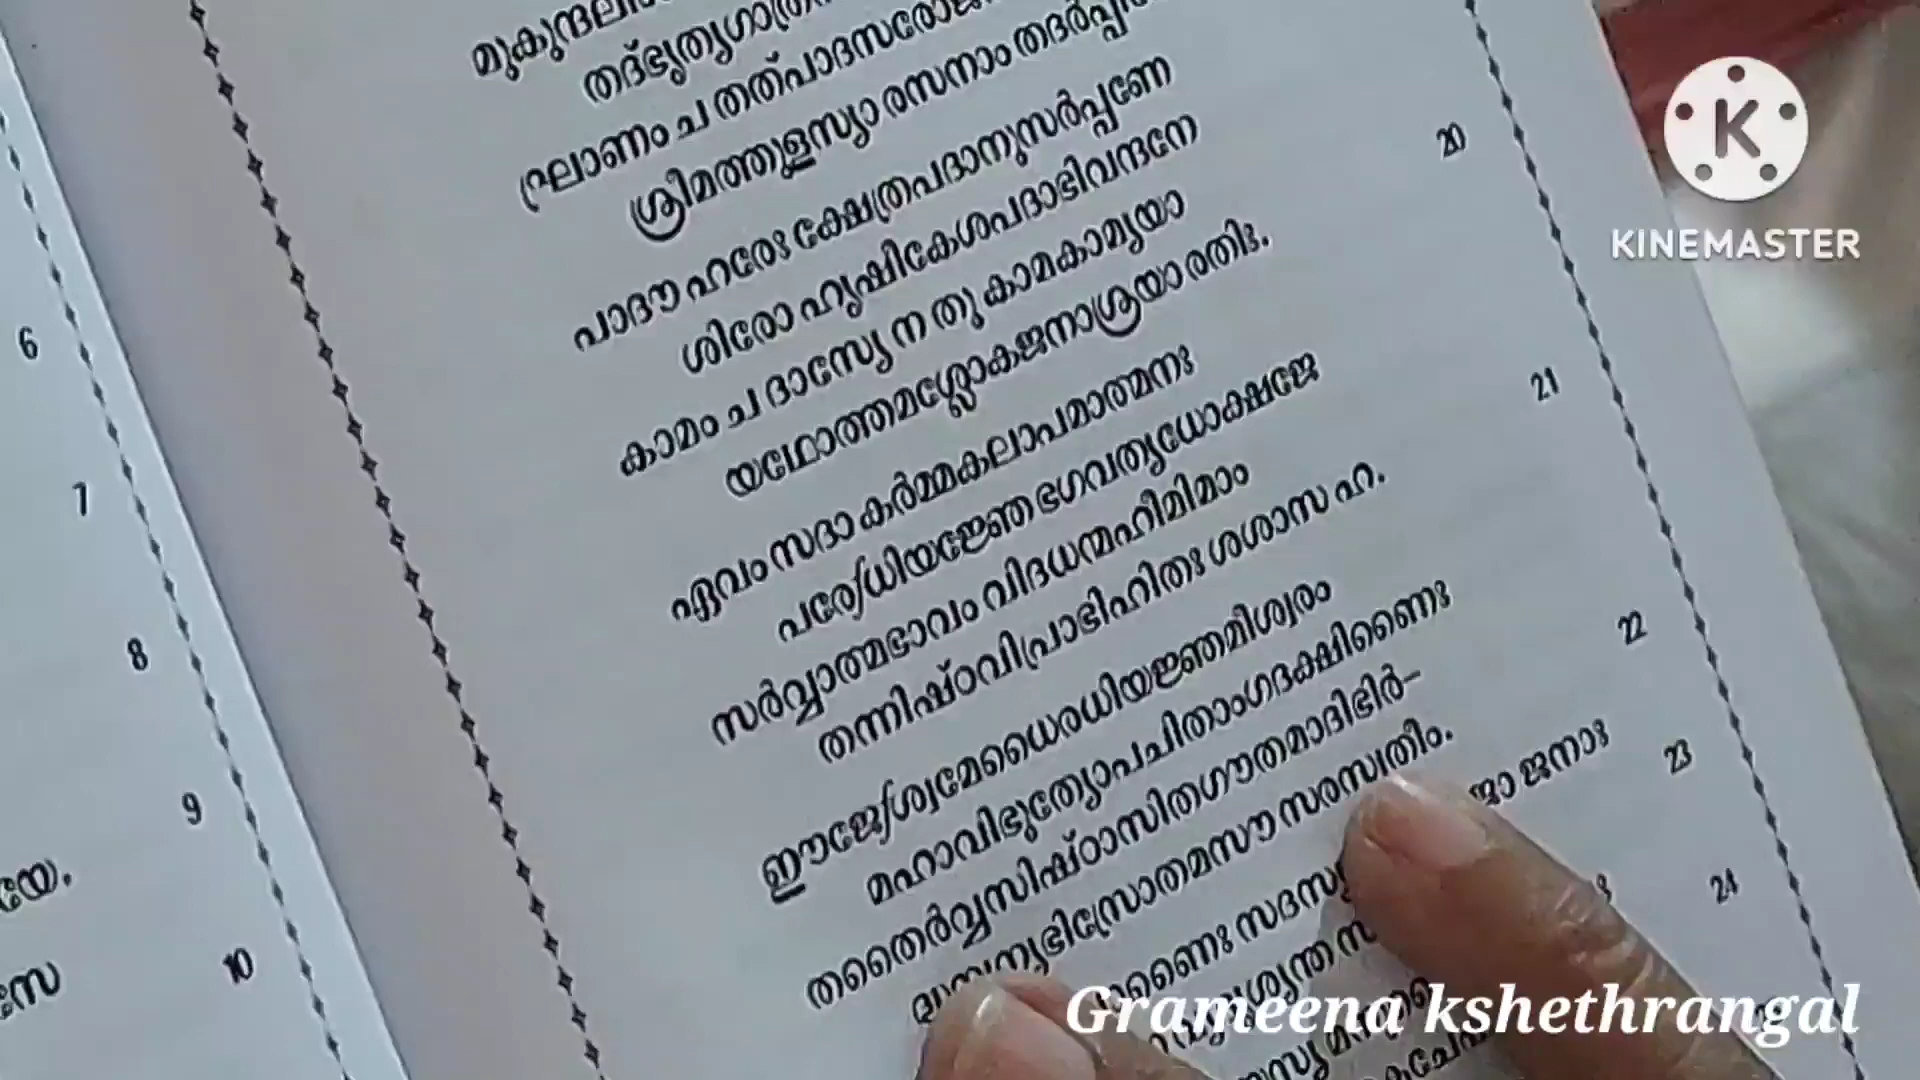 തദ്ഭൃത്യഗാത്ര
ഘ്രാണം ച തത്പാദസരോജ
ശ്രീമത്തുളസ്യാ രസനാം തദർപ്പി
പാദൗ ഹരേഃ ക്ഷേത്രപദാനുസർപ്പണേ
ശിരോ ഹൃഷീകേശപദാഭിവന്ദനേ
കാമം ച ദാസ്യേ ന തു കാമകാമ്യയാ
യഥോത്തമശ്ലോകജനാശ്രയാ രതിഃ.
20
ഏവം സദാ കർമ്മകലാപമാത്മനഃ
പരേഽധിയജ്ഞേ ഭഗവത്യധോക്ഷജേ
സർവ്വാത്മഭാവം വിദധന്മഹീമിമാം
തന്നിഷ്ഠവിപ്രാഭിഹിതഃ ശശാസ ഹ.
21
ഈജേഽശ്വമേധൈരധിയജ്ഞമീശ്വരം
മഹാവിഭൂത്യോപചിതാംഗദക്ഷിണൈഃ
തതൈർവ്വസിഷ്ഠാസിതഗൗതമാദിഭിർ-
ഭിസ്രോതമസൗ സരസ്വതീം.
22
ജനാഃ
23
24
6
7
8
9
യേ.
10
KINEMASTER
Grameena kshethrangal